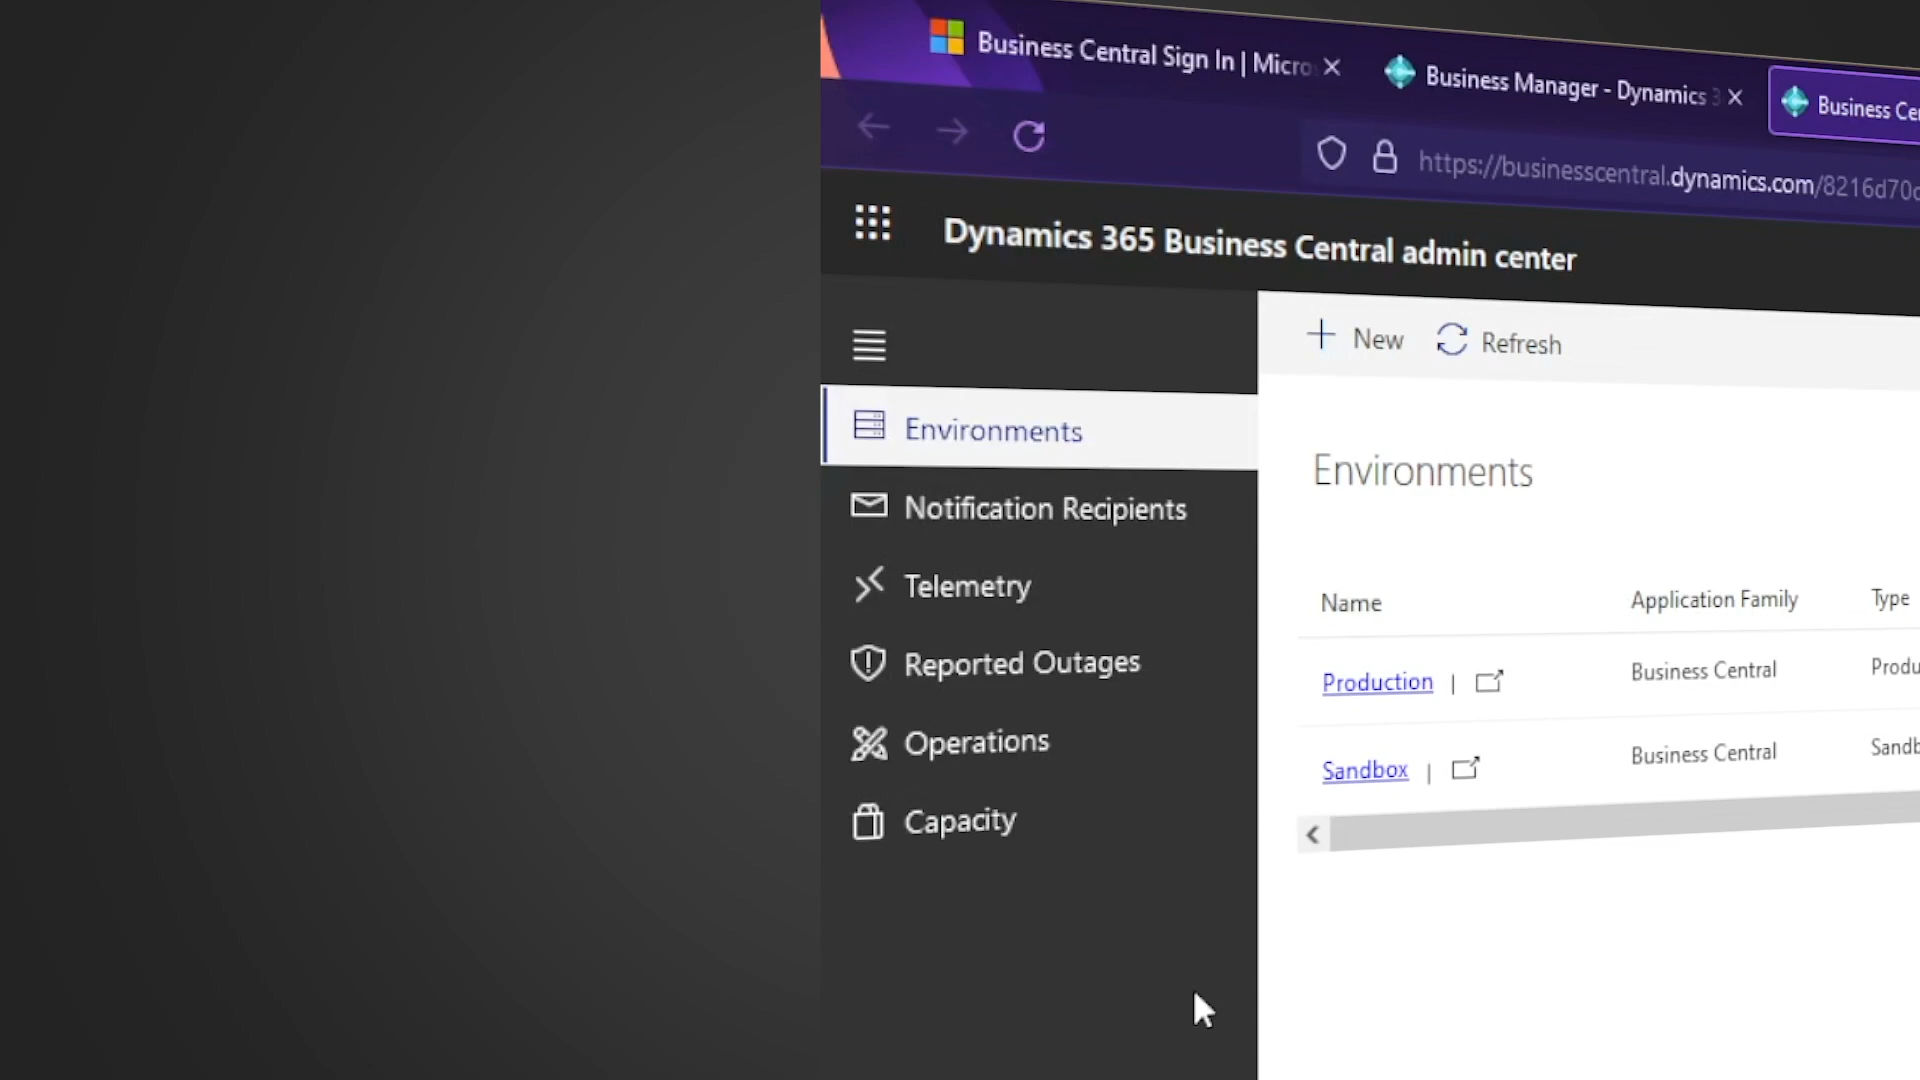 Business Central Sign In | Micro
Business Manager - Dynamics 3
Business Ce
https://businesscentral.dynamics.com/8216d70
Dynamics 365 Business Central admin center
New
Refresh
Environments
Notification Recipients
Telemetry
Reported Outages
Operations
Capacity
Environments
Name
Application Family
Type
Production |
Business Central
Produ
Sandbox |
Business Central
Sandb